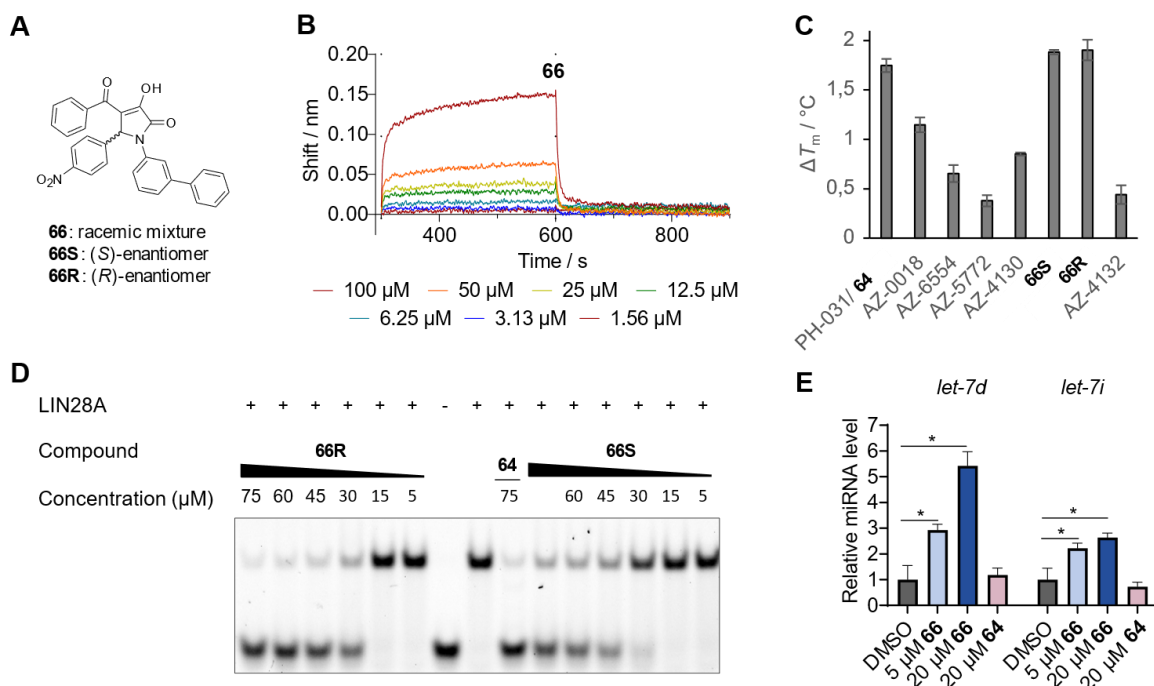 A
O
OH
O
N
O₂N
66: racemic mixture
66S: (S)-enantiomer
66R: (R)-enantiomer
B
66
0.20
0.15
0.10
0.05
0.00
Shift / nm
400 600 800
Time / s
100 µM 50 µM 25 µM 12.5 µM
6.25 µM 3.13 µM 1.56 µM
C
2
1,5
1
0,5
0
ΔTm / °C
PH-031/ 64
AZ-0018
AZ-6554
AZ-5772
AZ-4130
66S
66R
AZ-4132
D
LIN28A + + + + + + - + + + + + + + +
Compound 66R 64 66S
Concentration (µM) 75 60 45 30 15 5 75 60 45 30 15 5
E
let-7d let-7i
7
6
5
4
3
2
1
0
Relative miRNA level
* * * *
DMSO
5 µM 66
20 µM 66
20 µM 64
DMSO
5 µM 66
20 µM 66
20 µM 64